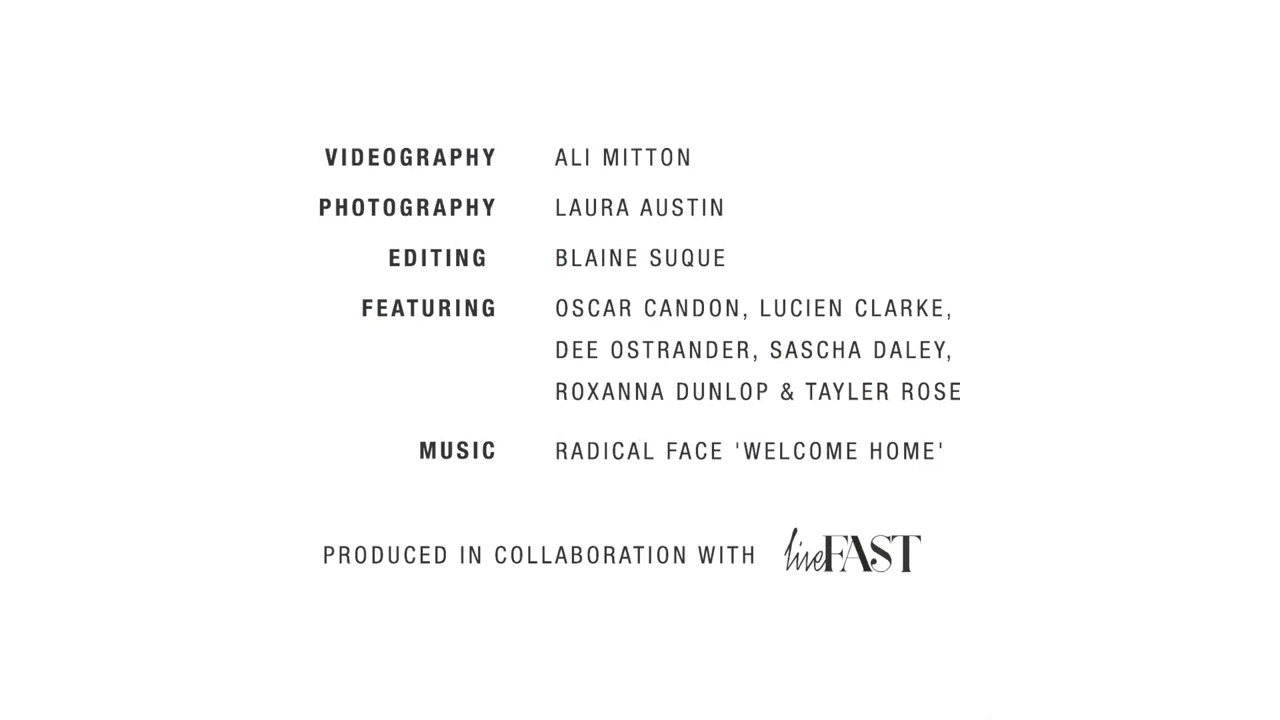 VIDEOGRAPHY ALI MITTON
PHOTOGRAPHY LAURA AUSTIN
EDITING BLAINE SUQUE
FEATURING OSCAR CANDON, LUCIEN CLARKE,
DEE OSTRANDER, SASCHA DALEY,
ROXANNA DUNLOP & TAYLER ROSE
MUSIC RADICAL FACE 'WELCOME HOME'
PRODUCED IN COLLABORATION WITH liveFAST